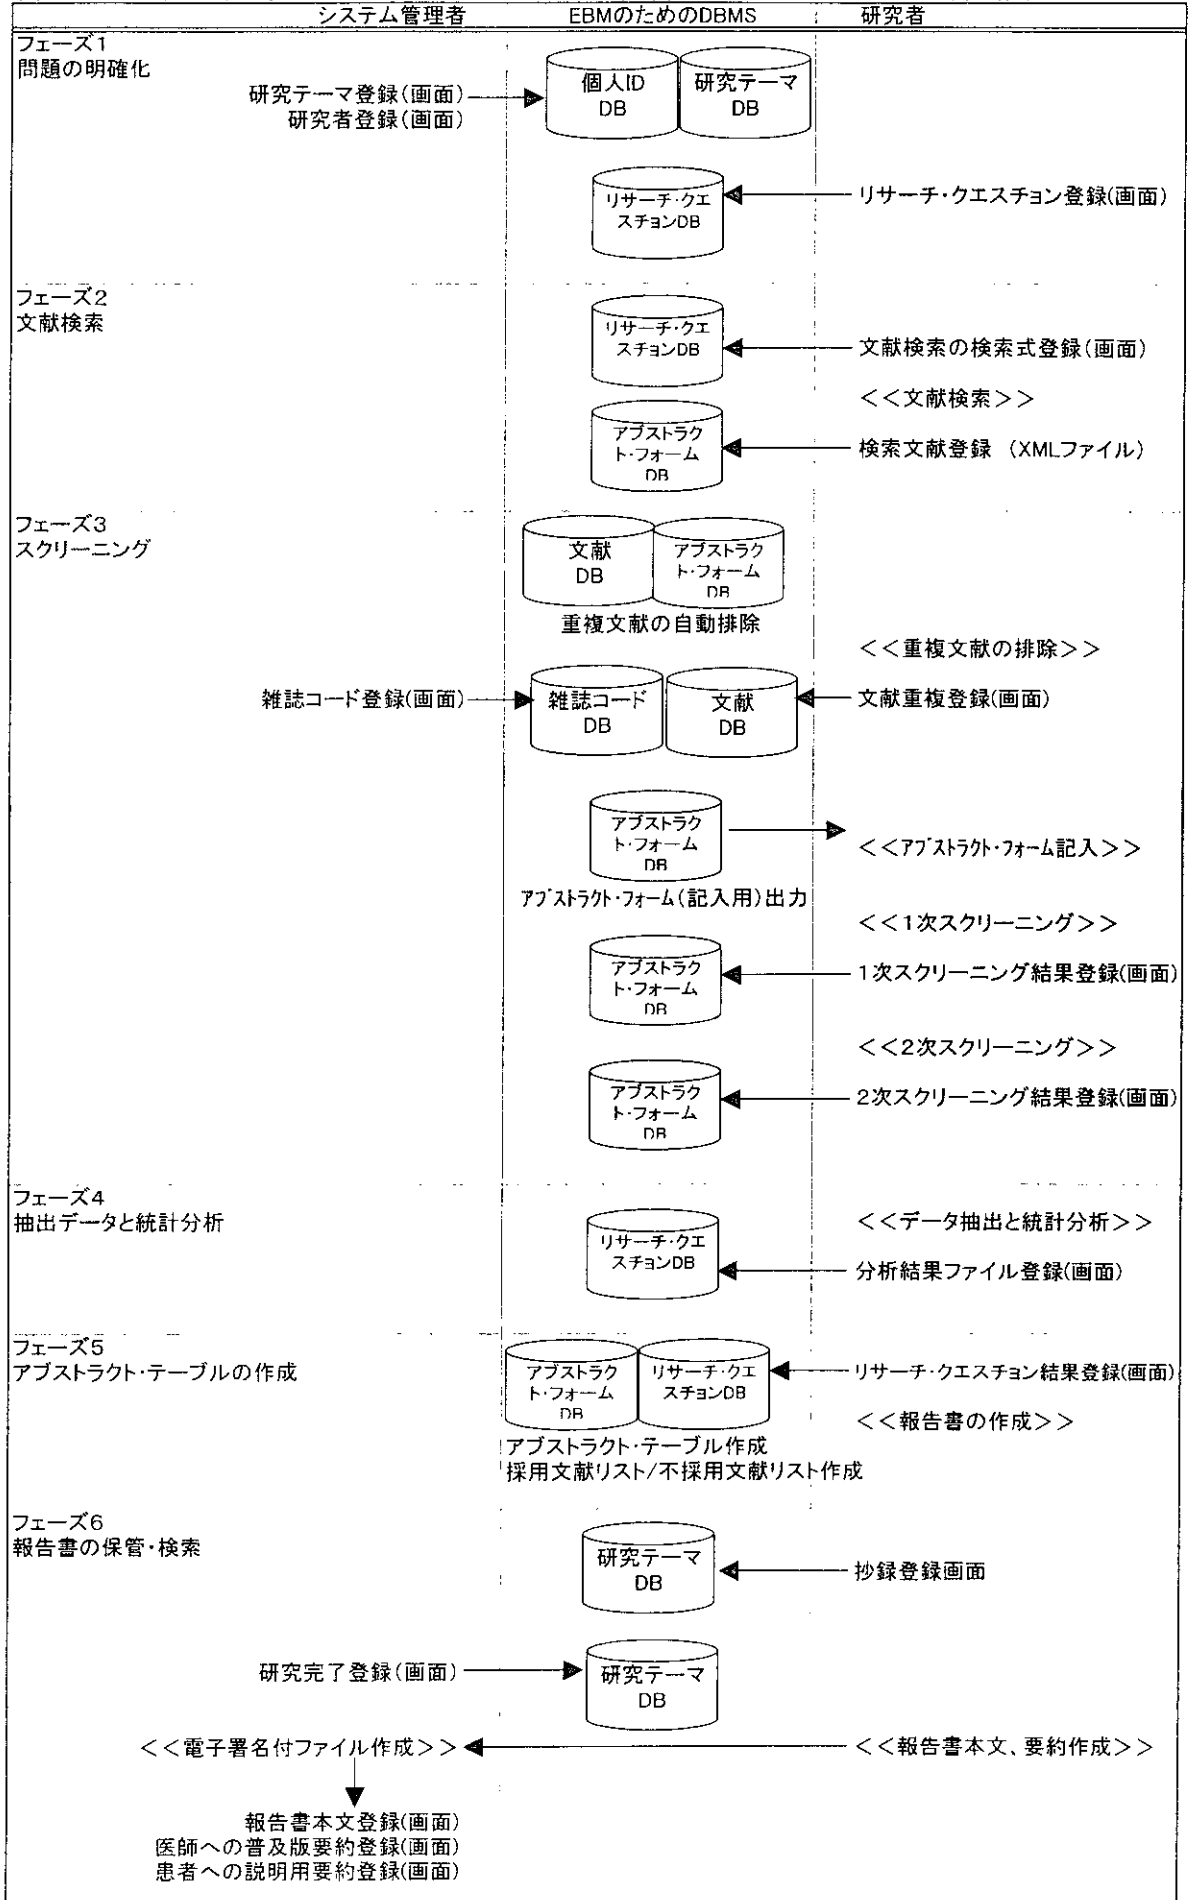 システム管理者 EBMのためのDBMS 研究者
フェーズ1
問題の明確化
研究テーマ登録(画面)
研究者登録(画面)
個人ID
DB
研究テーマ
DB
リサーチ・クエ
スチョンDB
リサーチ・クエスチョン登録(画面)
フェーズ2
文献検索
リサーチ・クエ
スチョンDB
文献検索の検索式登録(画面)
<<文献検索>>
アブストラク
ト・フォーム
DB
検索文献登録 (XMLファイル)
フェーズ3
スクリーニング
文献
DB
アブストラク
ト・フォーム
DB
重複文献の自動排除
<<重複文献の排除>>
雑誌コード登録(画面)
雑誌コード
DB
文献
DB
文献重複登録(画面)
アブストラク
ト・フォーム
DB
<<アブストラクト・フォーム記入>>
アブストラクト・フォーム(記入用)出力
<<1次スクリーニング>>
アブストラク
ト・フォーム
DB
1次スクリーニング結果登録(画面)
<<2次スクリーニング>>
アブストラク
ト・フォーム
DB
2次スクリーニング結果登録(画面)
フェーズ4
抽出データと統計分析
<<データ抽出と統計分析>>
リサーチ・クエ
スチョンDB
分析結果ファイル登録(画面)
フェーズ5
アブストラクト・テーブルの作成
アブストラク
ト・フォーム
DB
リサーチ・クエ
スチョンDB
リサーチ・クエスチョン結果登録(画面)
<<報告書の作成>>
アブストラクト・テーブル作成
採用文献リスト/不採用文献リスト作成
フェーズ6
報告書の保管・検索
研究テーマ
DB
抄録登録画面
研究完了登録(画面)
研究テーマ
DB
<<電子署名付ファイル作成>>
<<報告書本文、要約作成>>
報告書本文登録(画面)
医師への普及版要約登録(画面)
患者への説明用要約登録(画面)